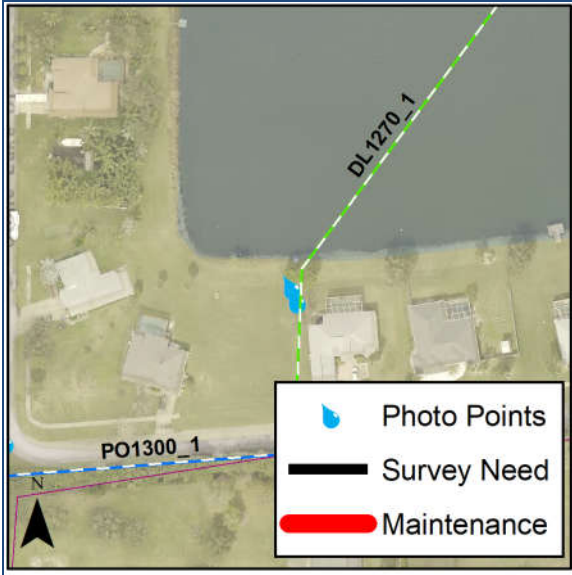 DL1270_1
PO1300_1
N
Photo Points
Survey Need
Maintenance